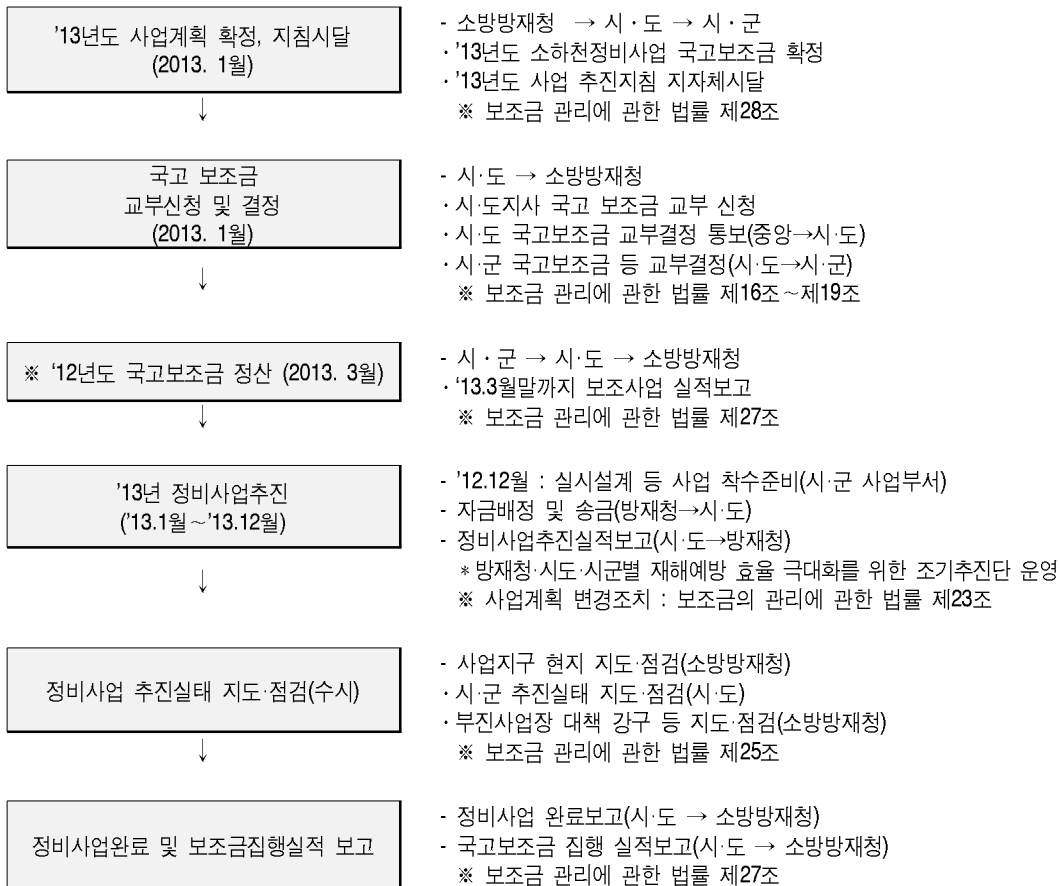 '13년도 사업계획 확정, 지침시달
(2013. 1월)
- 소방방재청 → 시・도 → 시・군
·'13년도 소하천정비사업 국고보조금 확정
·'13년도 사업 추진지침 지자체시달
※ 보조금 관리에 관한 법률 제28조
↓
국고 보조금
교부신청 및 결정
(2013. 1월)
- 시·도 → 소방방재청
·시·도지사 국고 보조금 교부 신청
·시·도 국고보조금 교부결정 통보(중앙→시·도)
·시·군 국고보조금 등 교부결정(시·도→시·군)
※ 보조금 관리에 관한 법률 제16조~제19조
↓
※ '12년도 국고보조금 정산 (2013. 3월)
- 시・군 → 시·도 → 소방방재청
·'13.3월말까지 보조사업 실적보고
※ 보조금 관리에 관한 법률 제27조
↓
'13년 정비사업추진
('13.1월~'13.12월)
- '12.12월 : 실시설계 등 사업 착수준비(시·군 사업부서)
- 자금배정 및 송금(방재청→시·도)
- 정비사업추진실적보고(시·도→방재청)
* 방재청·시도·시군별 재해예방 효율 극대화를 위한 조기추진단 운영
※ 사업계획 변경조치 : 보조금의 관리에 관한 법률 제23조
↓
정비사업 추진실태 지도·점검(수시)
- 사업지구 현지 지도·점검(소방방재청)
·시·군 추진실태 지도·점검(시·도)
·부진사업장 대책 강구 등 지도·점검(소방방재청)
※ 보조금 관리에 관한 법률 제25조
↓
정비사업완료 및 보조금집행실적 보고
- 정비사업 완료보고(시·도 → 소방방재청)
- 국고보조금 집행 실적보고(시·도 → 소방방재청)
※ 보조금 관리에 관한 법률 제27조